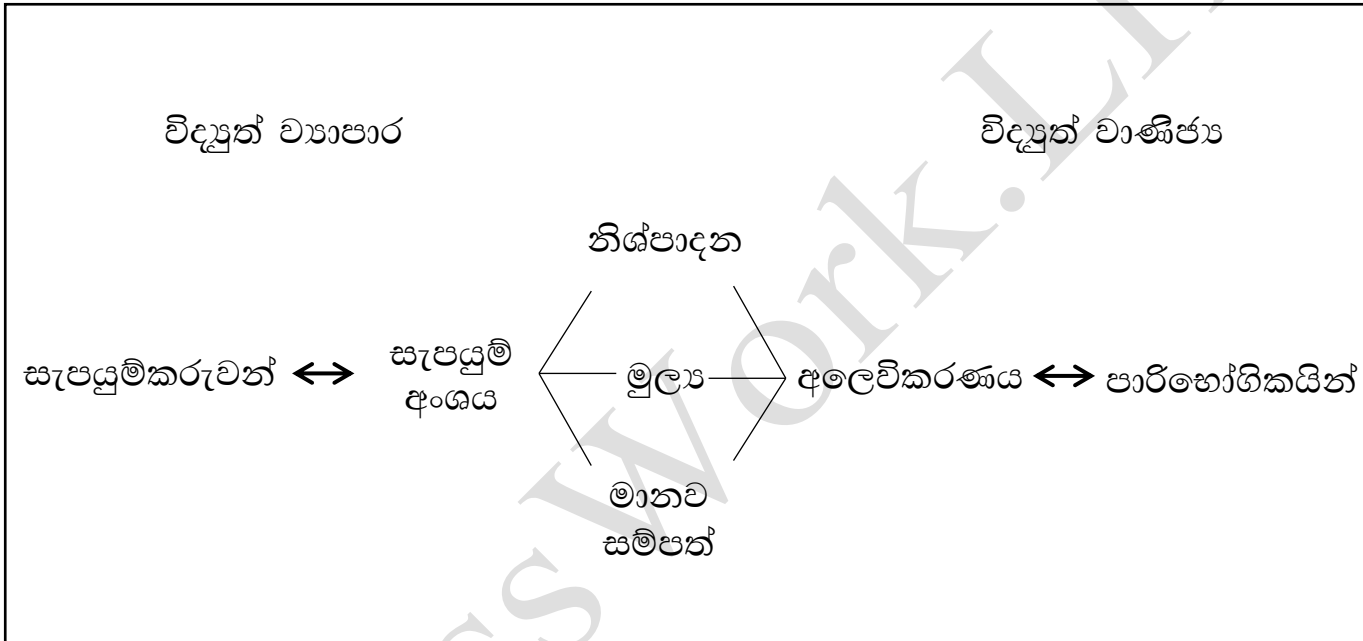 විද්‍යුත් ව්‍යාපාර
විද්‍යුත් වාණිජ්‍ය
නිශ්පාදන
සැපයුම්කරුවන්
සැපයුම්
අංශය
මුල්‍ය
අලෙවිකරණය
පාරිභෝගිකයින්
මානව
සම්පත්